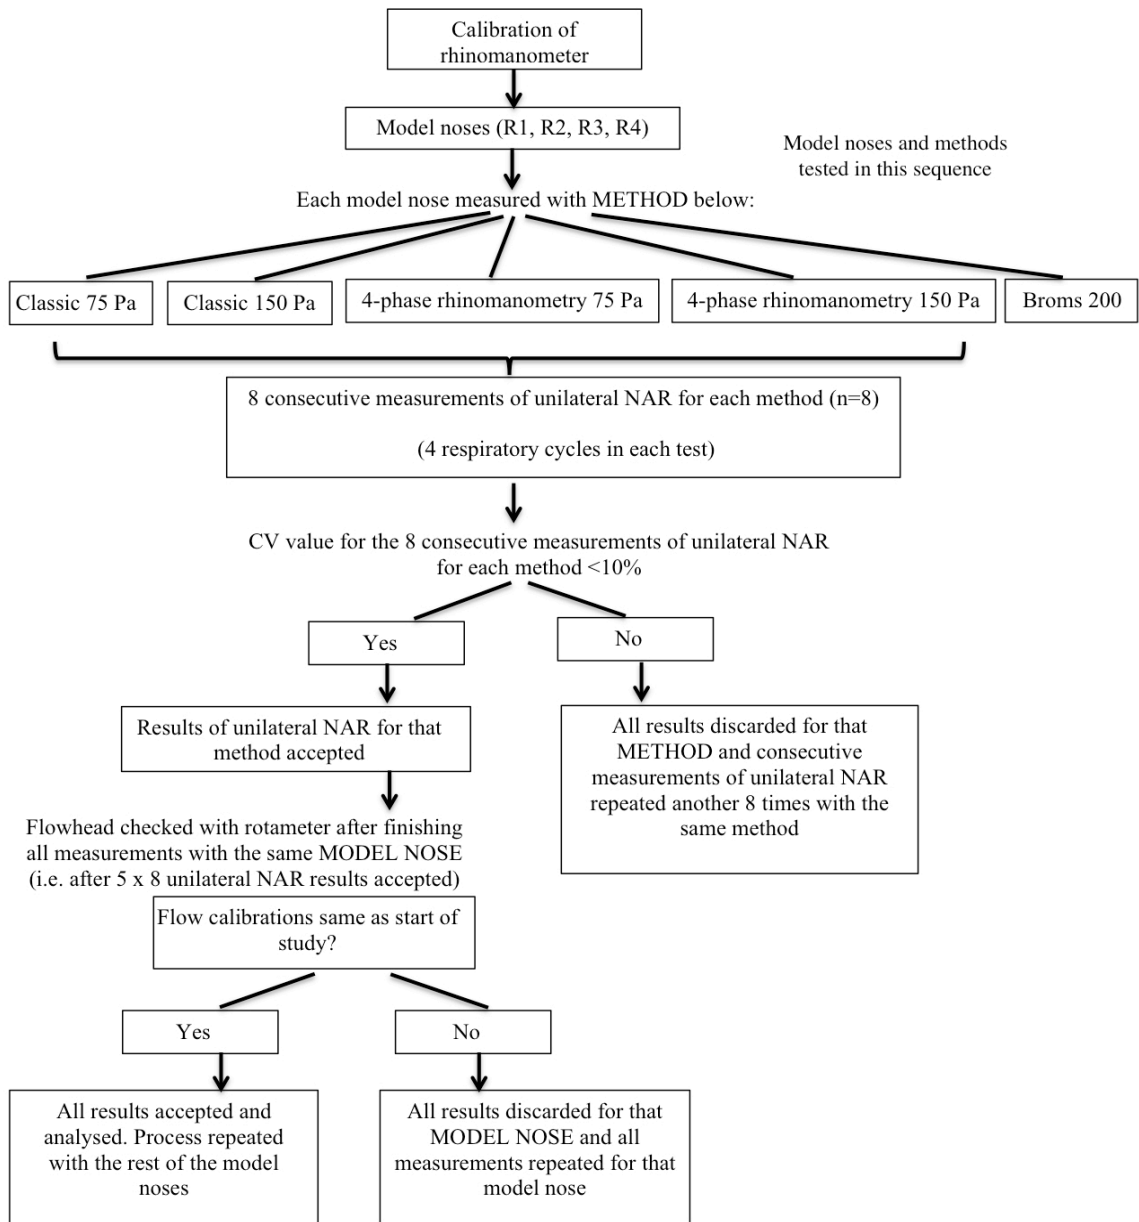 Calibration of
rhinomanometer
Model noses (R1, R2, R3, R4)
Model noses and methods
tested in this sequence
Each model nose measured with METHOD below:
Classic 75 Pa
Classic 150 Pa
4-phase rhinomanometry 75 Pa
4-phase rhinomanometry 150 Pa
Broms 200
8 consecutive measurements of unilateral NAR for each method (n=8)
(4 respiratory cycles in each test)
CV value for the 8 consecutive measurements of unilateral NAR
for each method <10%
Yes
No
Results of unilateral NAR for that
method accepted
All results discarded for that
METHOD and consecutive
measurements of unilateral NAR
repeated another 8 times with the
same method
Flowhead checked with rotameter after finishing
all measurements with the same MODEL NOSE
(i.e. after 5 x 8 unilateral NAR results accepted)
Flow calibrations same as start of
study?
Yes
No
All results accepted and
analysed. Process repeated
with the rest of the model
noses
All results discarded for that
MODEL NOSE and all
measurements repeated for that
model nose